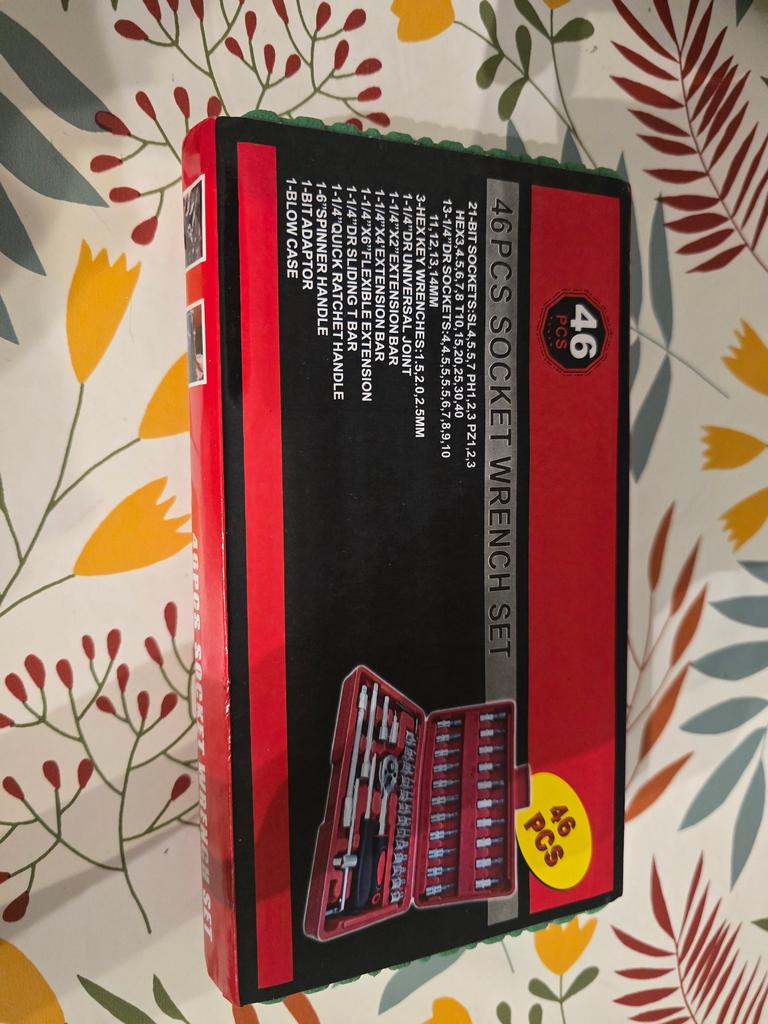 46
PCS
46PCS SOCKET WRENCH SET
21-BIT SOCKETS:SL4,5.5,7 PH1,2,3 PZ1,2,3
HEX3,4,5,6,7,8 T10,15,20,25,30,40
13-1/4"DR SOCKETS:4,4.5,5,5.5,6,7,8,9,10
11,12,13,14MM
3-HEX KEY WRENCHES:1.5,2.0,2.5MM
1-1/4"DR UNIVERSAL JOINT
1-1/4"X2"EXTENSION BAR
1-1/4"X4 EXTENSION BAR
1-1/4"X6"FLEXIBLE EXTENSION
1-1/4"DR SLIDING T BAR
1-1/4"QUICK RATCHET HANDLE
1-6"SPINNER HANDLE
1-BIT ADAPTOR
1-BLOW CASE
46
PCS
46PCS SOCKET WRENCH SET